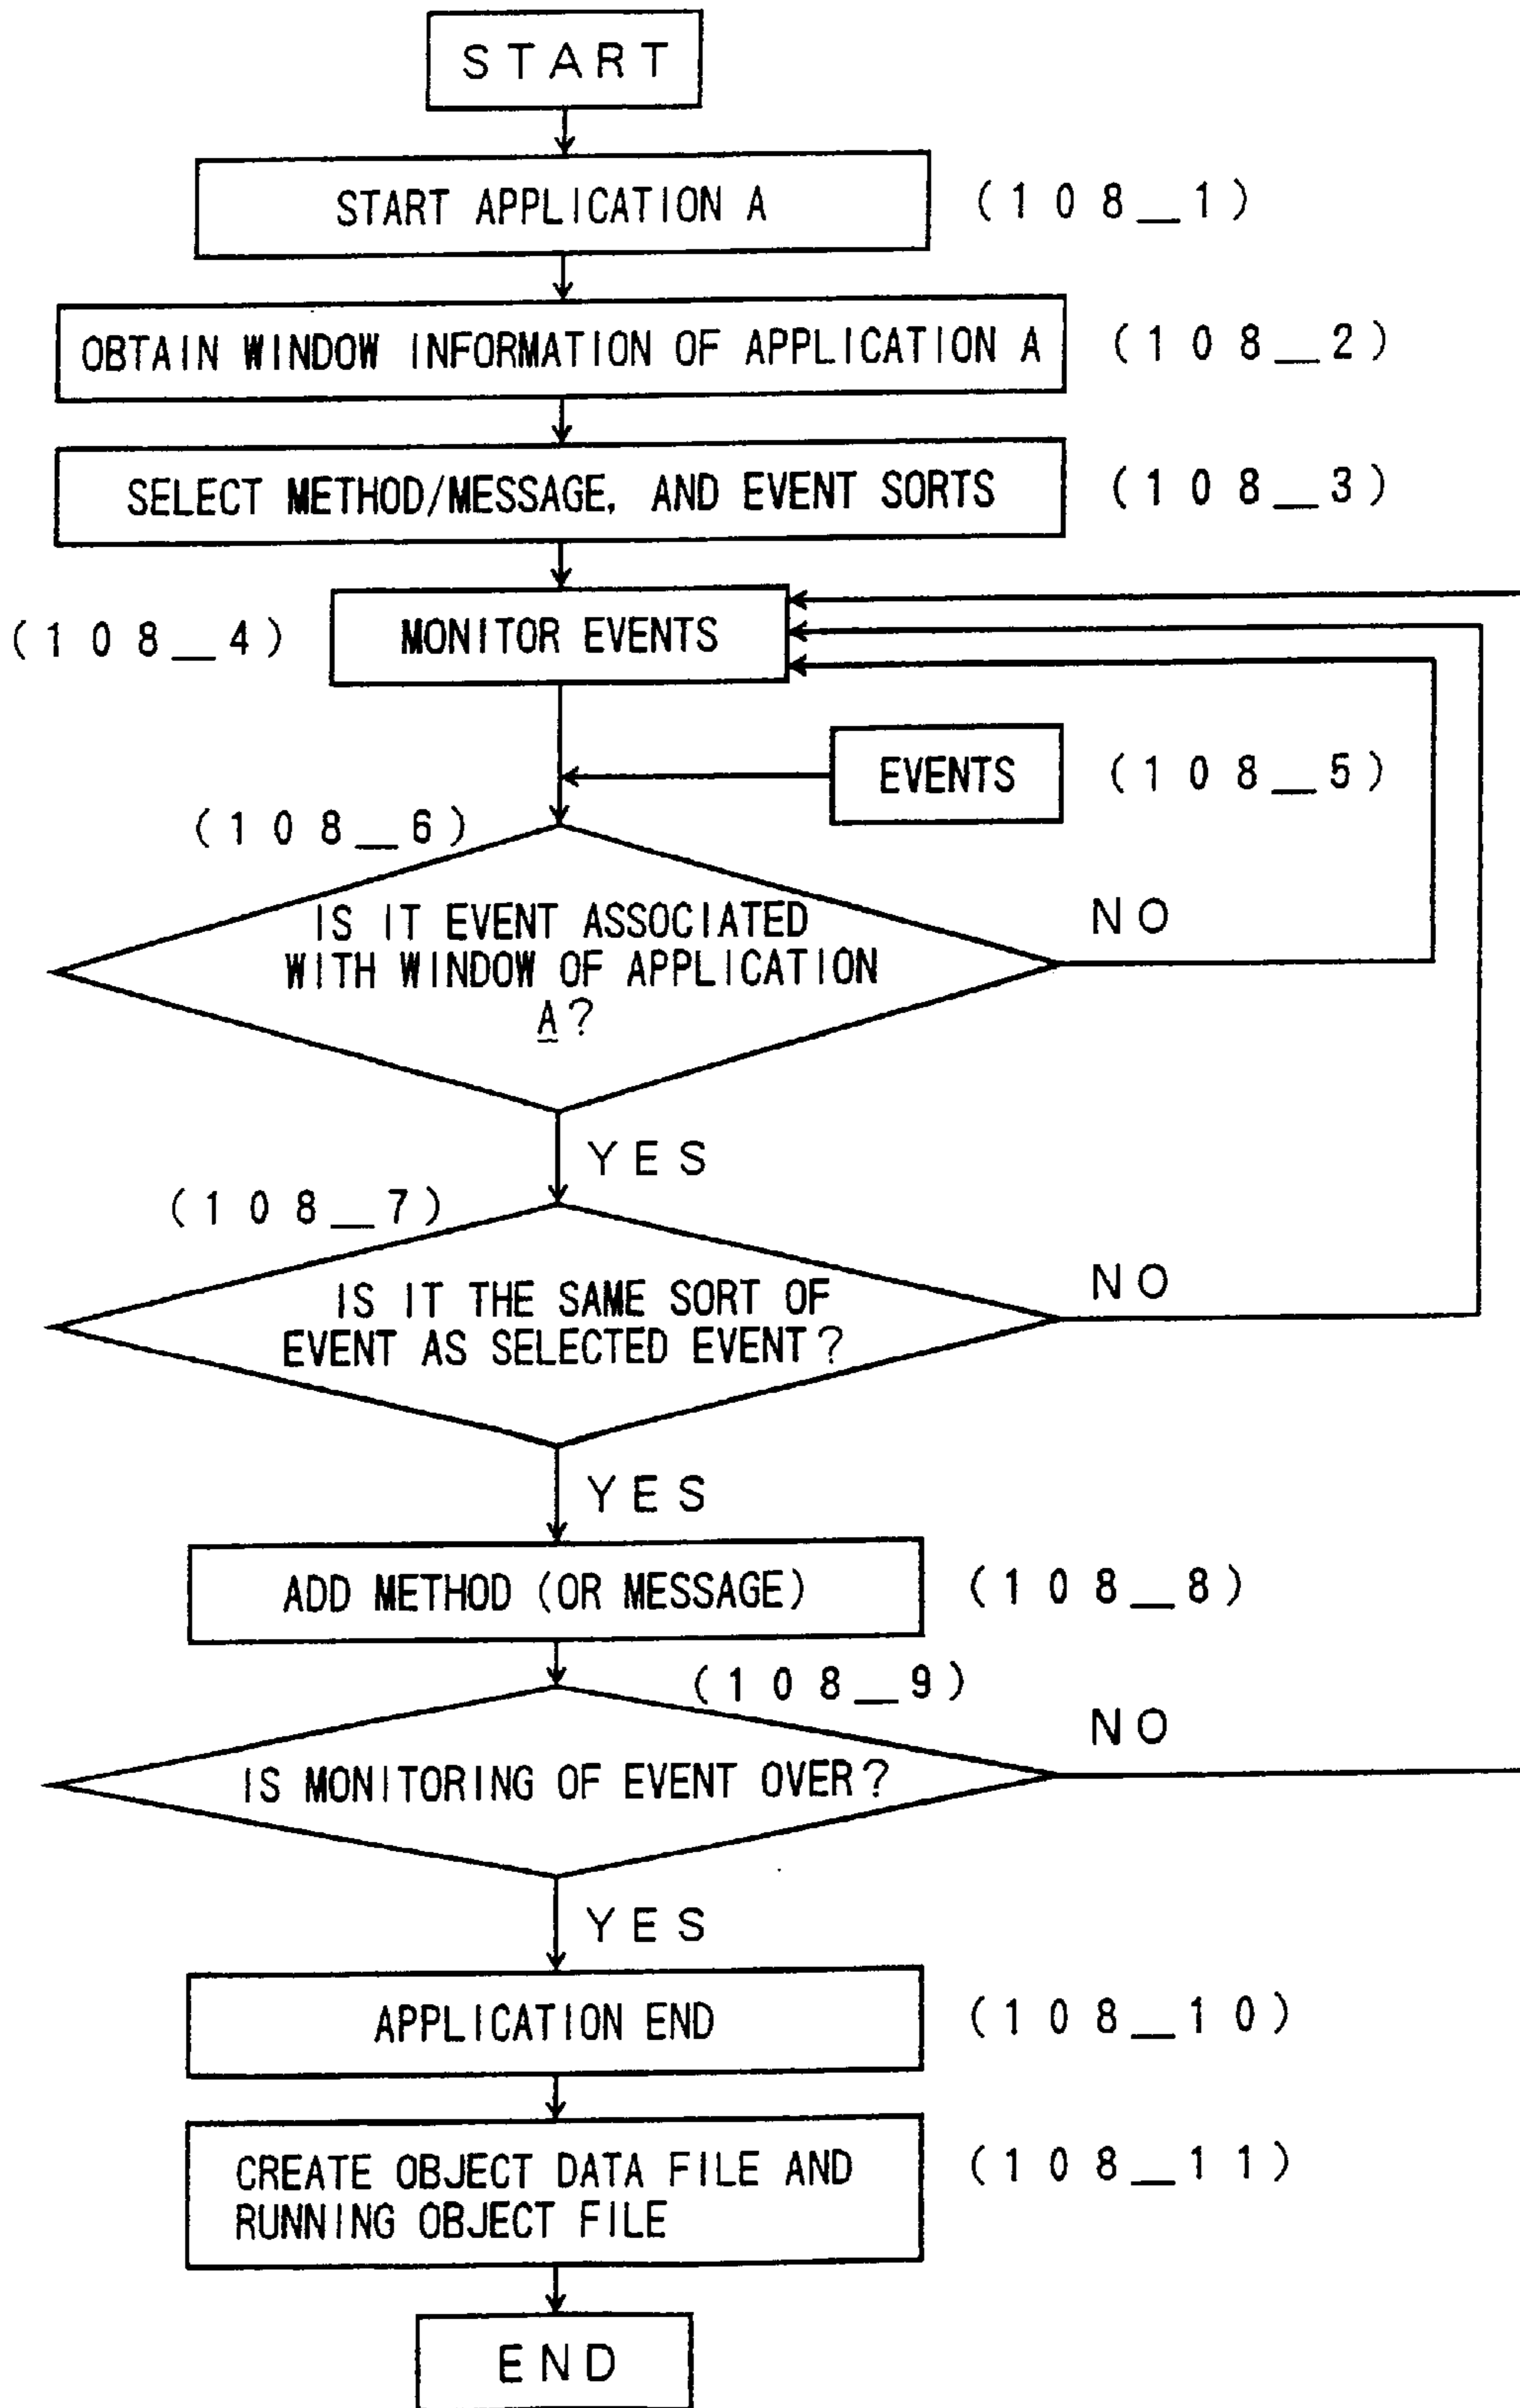 START
START APPLICATION A
(108_1)
OBTAIN WINDOW INFORMATION OF APPLICATION A
(108_2)
SELECT METHOD/MESSAGE, AND EVENT SORTS
(108_3)
(108_4)
MONITOR EVENTS
EVENTS
(108_5)
(108_6)
IS IT EVENT ASSOCIATED
WITH WINDOW OF APPLICATION
A?
NO
YES
(108_7)
IS IT THE SAME SORT OF
EVENT AS SELECTED EVENT?
NO
YES
ADD METHOD (OR MESSAGE)
(108_8)
(108_9)
IS MONITORING OF EVENT OVER?
NO
YES
APPLICATION END
(108_10)
CREATE OBJECT DATA FILE AND
RUNNING OBJECT FILE
(108_11)
END